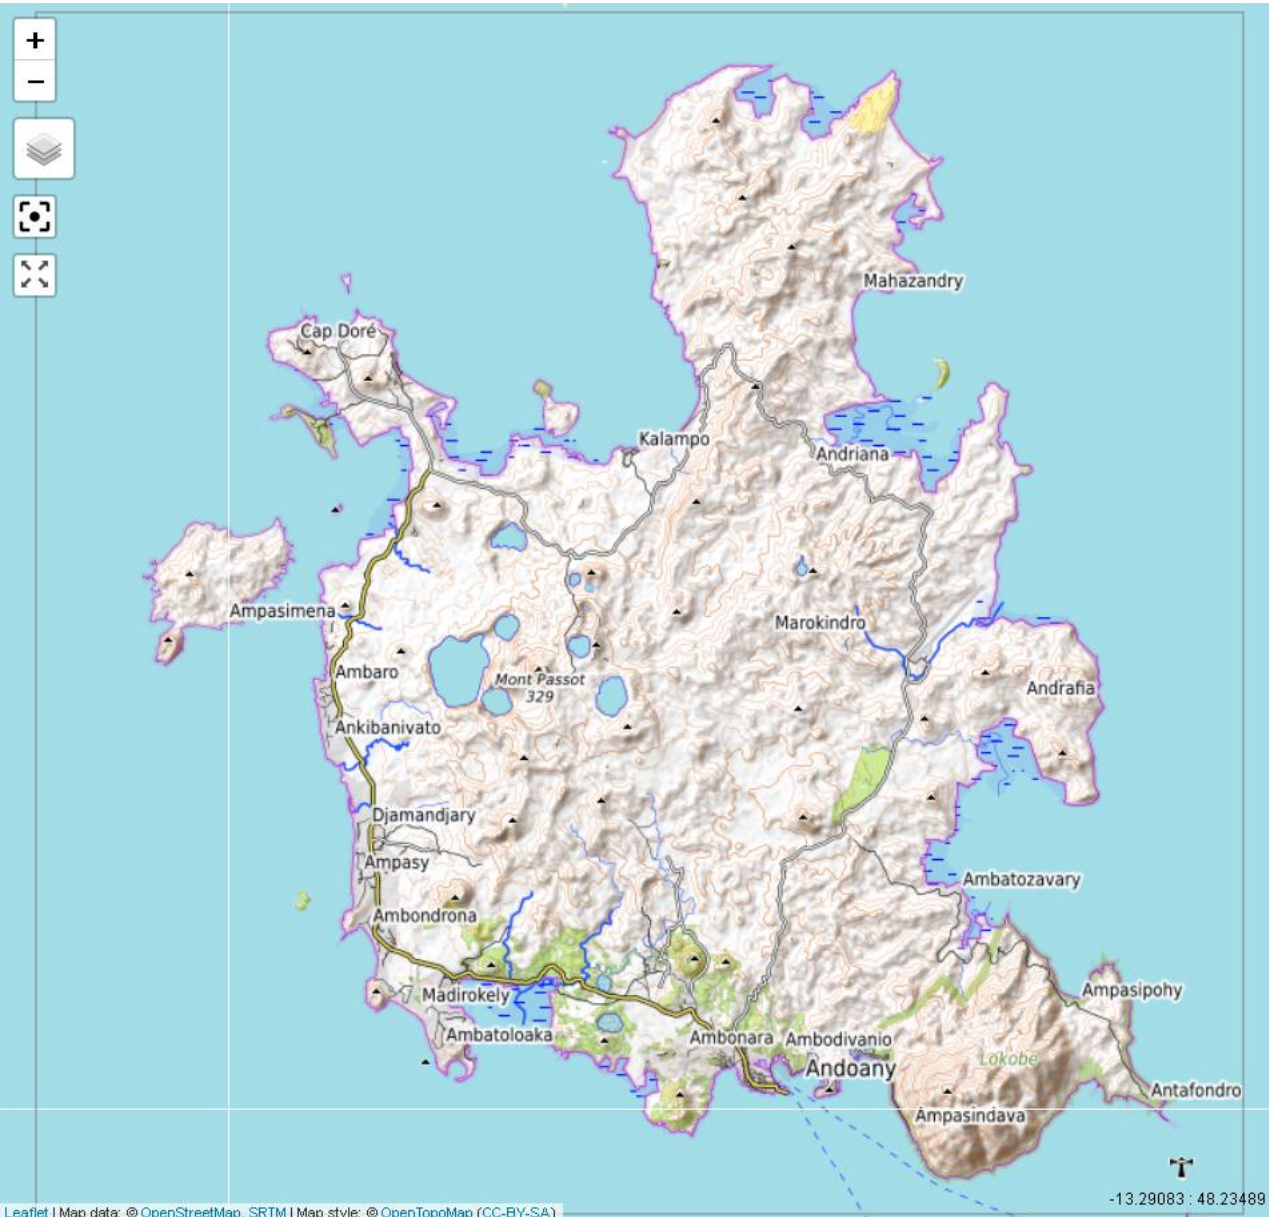 +
−
Mahazandry
Cap Doré
Kalampo
Andriana
Ampasimena
Marokindro
Ambaro
Mont Passot
329
Andrafia
Ankibanivato
Djamandjary
Ampasy
Ambatozavary
Ambondrona
Madirokely
Ampasipohy
Ambatoloaka
Ambonara
Ambodivanio
Lokobe
Andoany
Antafondro
Ampasindava
-13.29083 : 48.23489
Leaflet | Map data: © OpenStreetMap, SRTM | Map style: © OpenTopoMap (CC-BY-SA)